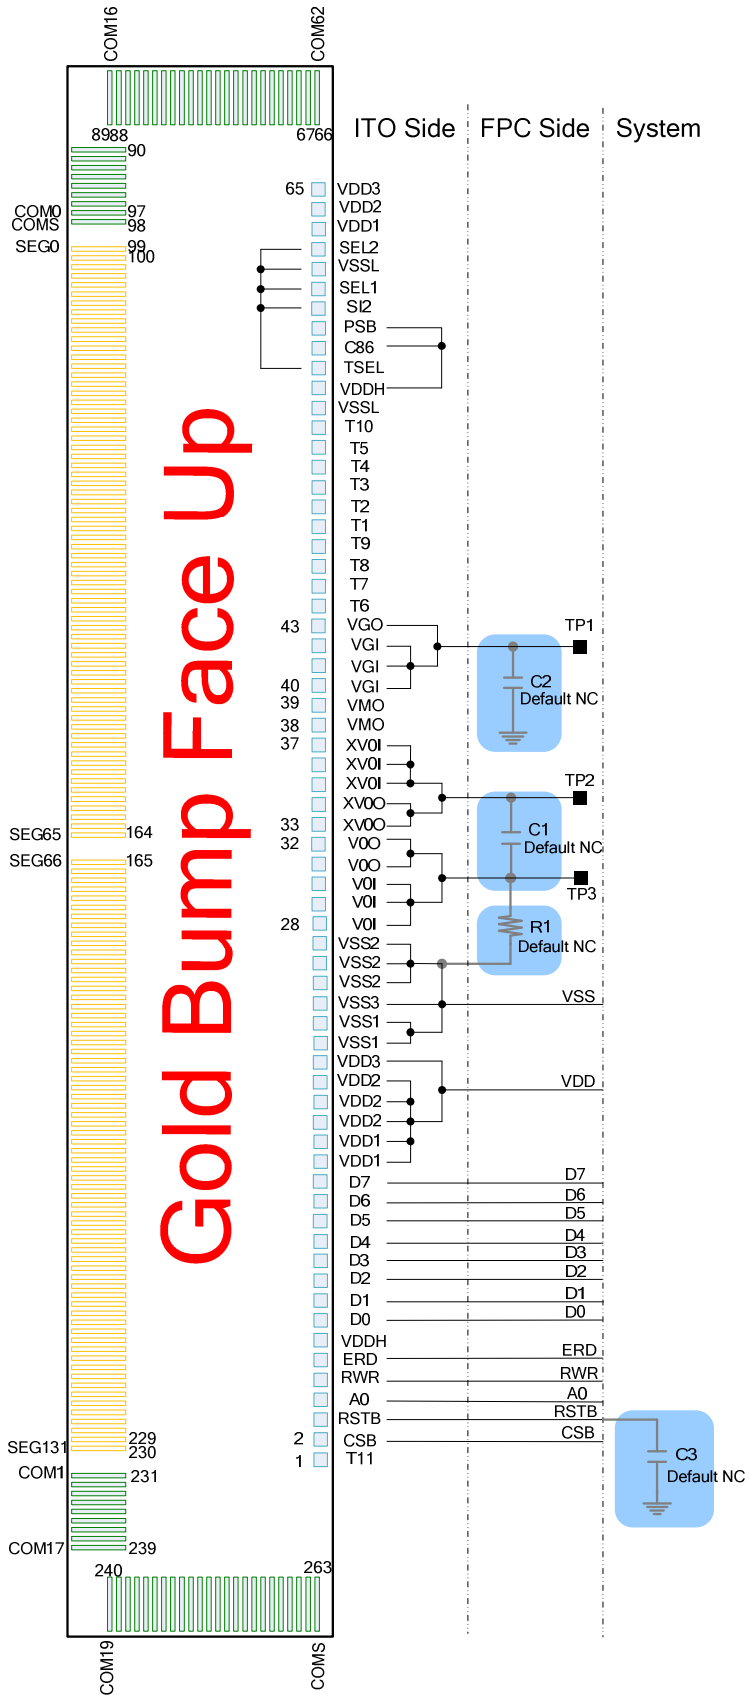 COM16
COM62
8988
6766
ITO Side
FPC Side
System
90
COM0
97
COMS
98
SEG0
99
100
65
VDD3
VDD2
VDD1
SEL2
VSSL
SEL1
SI2
PSB
C86
TSEL
VDDH
VSSL
T10
T5
T4
T3
T2
T1
T9
T8
T7
T6
43
VGO
TP1
VGI
VGI
40
VGI
C2
Default NC
39
VMO
38
VMO
37
XV0I
XV0I
XV0I
TP2
XV0O
33
XV0O
C1
32
V0O
Default NC
V0O
V0I
TP3
V0I
28
V0I
R1
Default NC
VSS2
VSS2
VSS2
VSS3
VSS
VSS1
VSS1
VDD3
VDD2
VDD
VDD2
VDD2
VDD1
VDD1
D7
D7
D6
D6
D5
D5
D4
D4
D3
D3
D2
D2
D1
D1
D0
D0
VDDH
ERD
ERD
RWR
RWR
A0
A0
RSTB
RSTB
2
CSB
CSB
1
T11
C3
Default NC
Gold Bump Face Up
SEG65
164
SEG66
165
SEG131
229
230
COM1
231
COM17
239
240
263
COM19
COMS